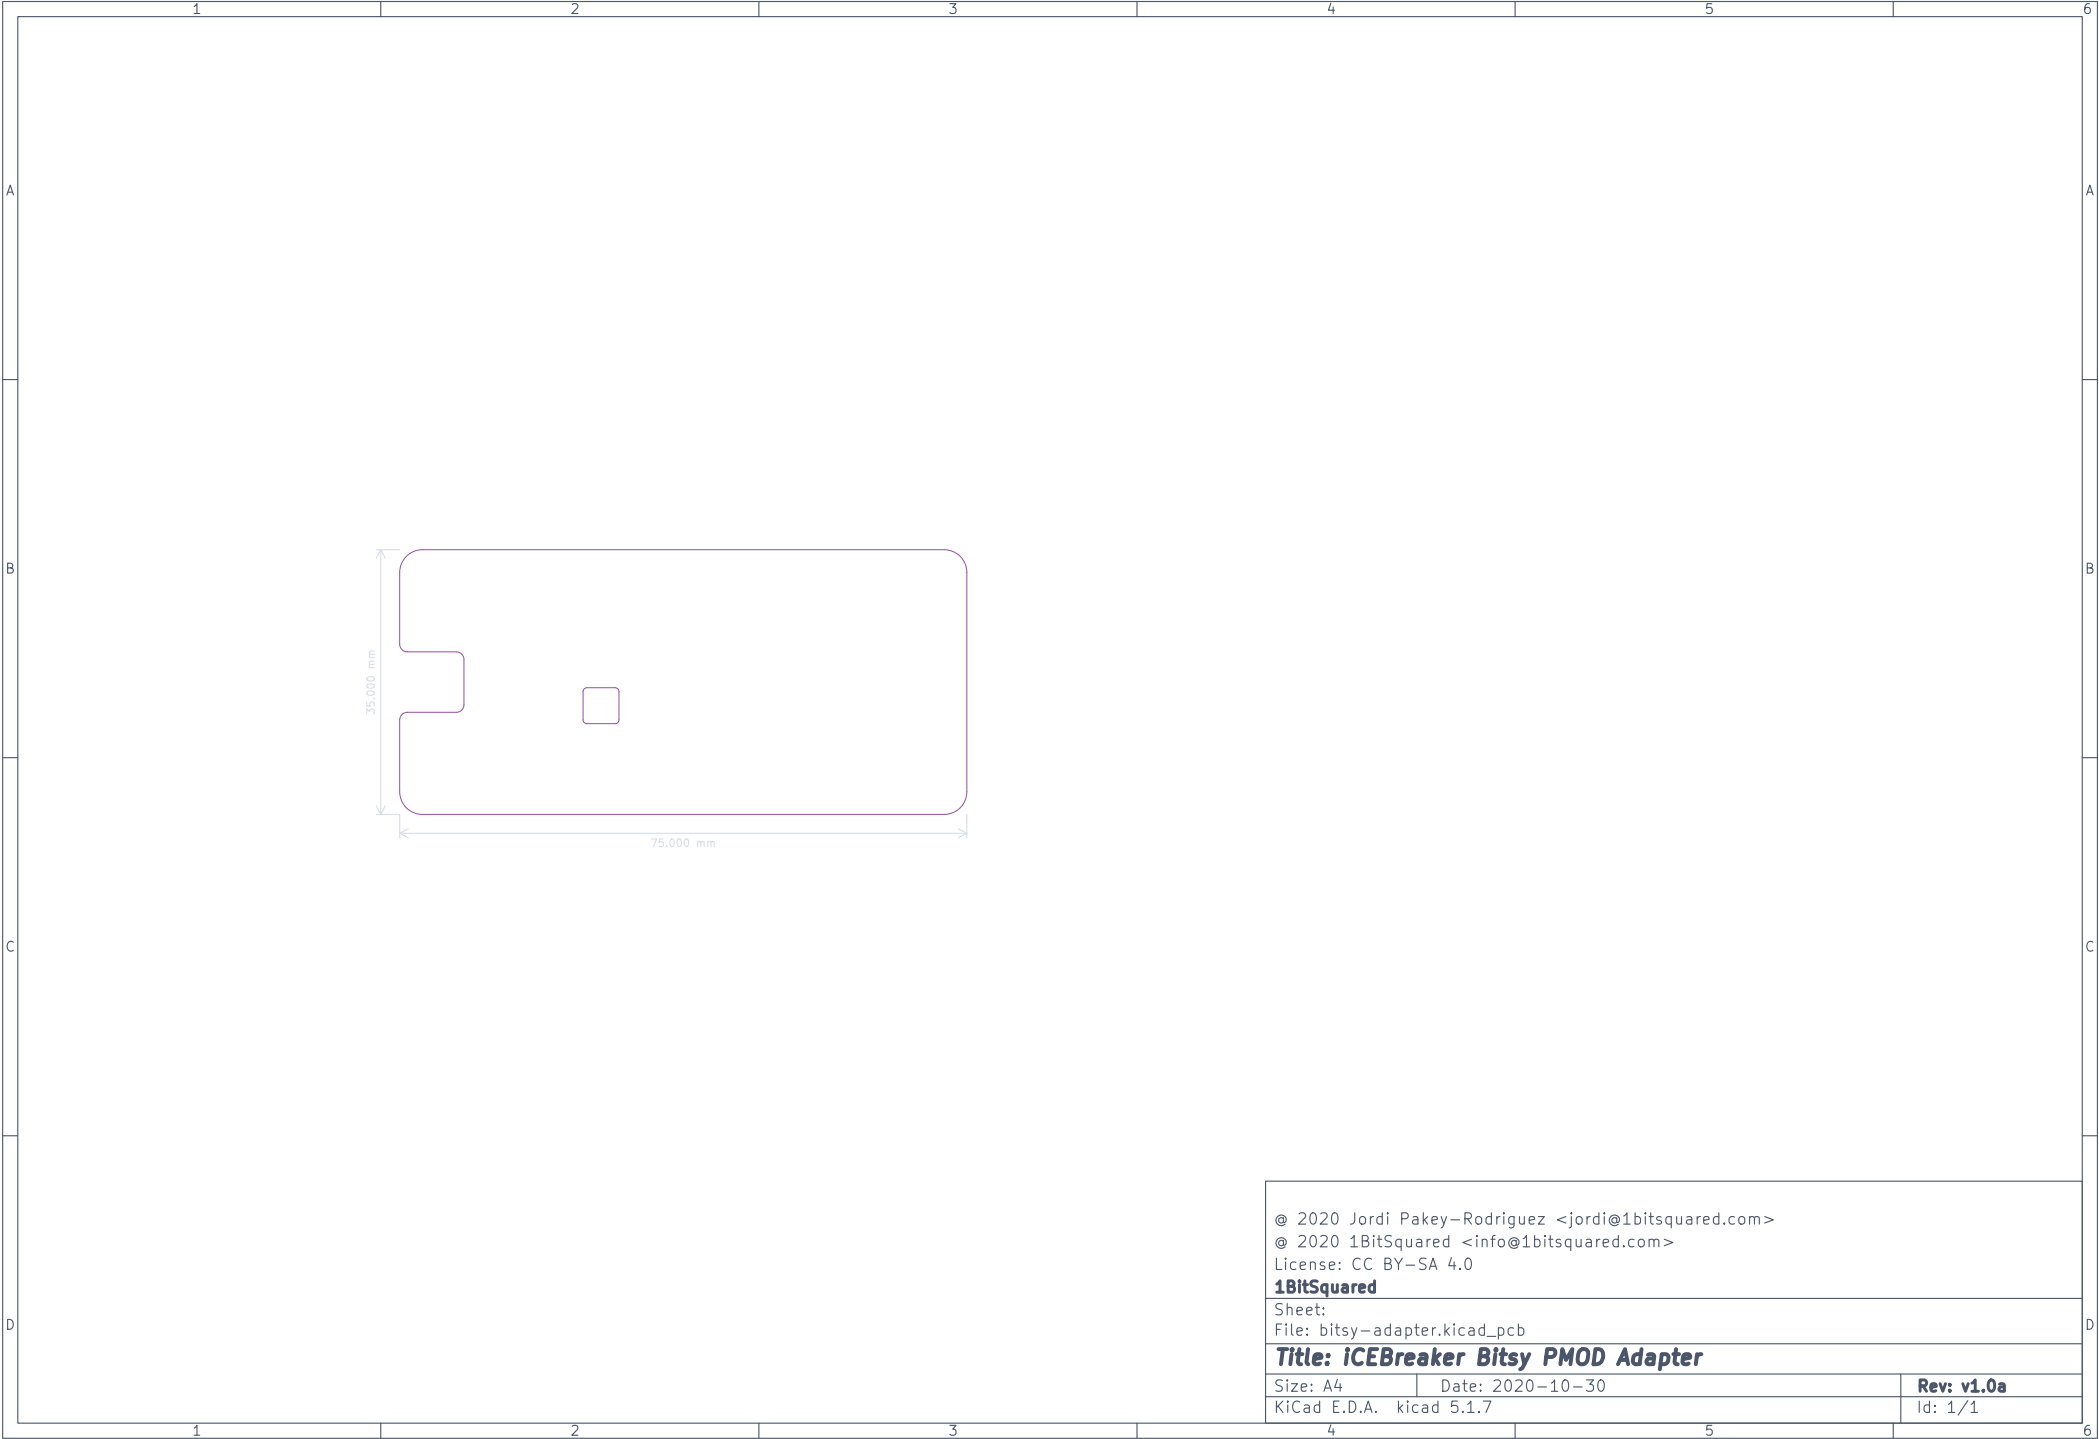 1 2 3 4 5 6
A A
B B
35.000 mm
75.000 mm
C C
@ 2020 Jordi Pakey-Rodriguez <jordi@1bitsquared.com>
@ 2020 1BitSquared <info@1bitsquared.com>
License: CC BY-SA 4.0
1BitSquared
Sheet:
File: bitsy-adapter.kicad_pcb
D D
Title: iCEBreaker Bitsy PMOD Adapter
Size: A4 Date: 2020-10-30 Rev: v1.0a
KiCad E.D.A. kicad 5.1.7 Id: 1/1
1 2 3 4 5 6